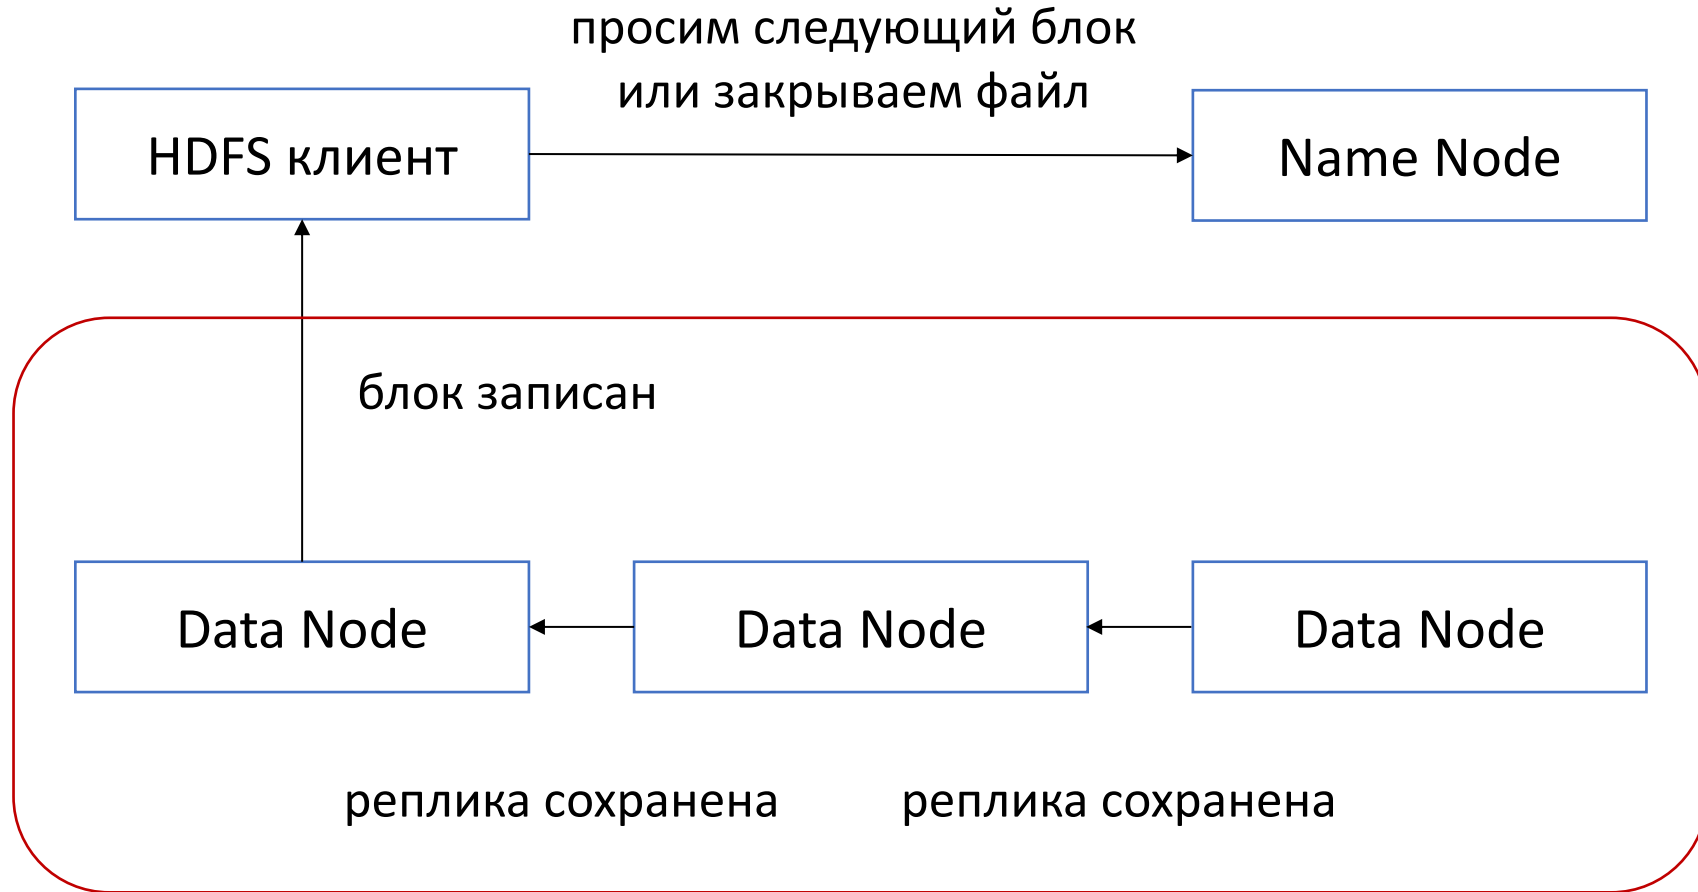 просим следующий блок
или закрываем файл
HDFS клиент
Name Node
блок записан
Data Node
Data Node
Data Node
реплика сохранена
реплика сохранена